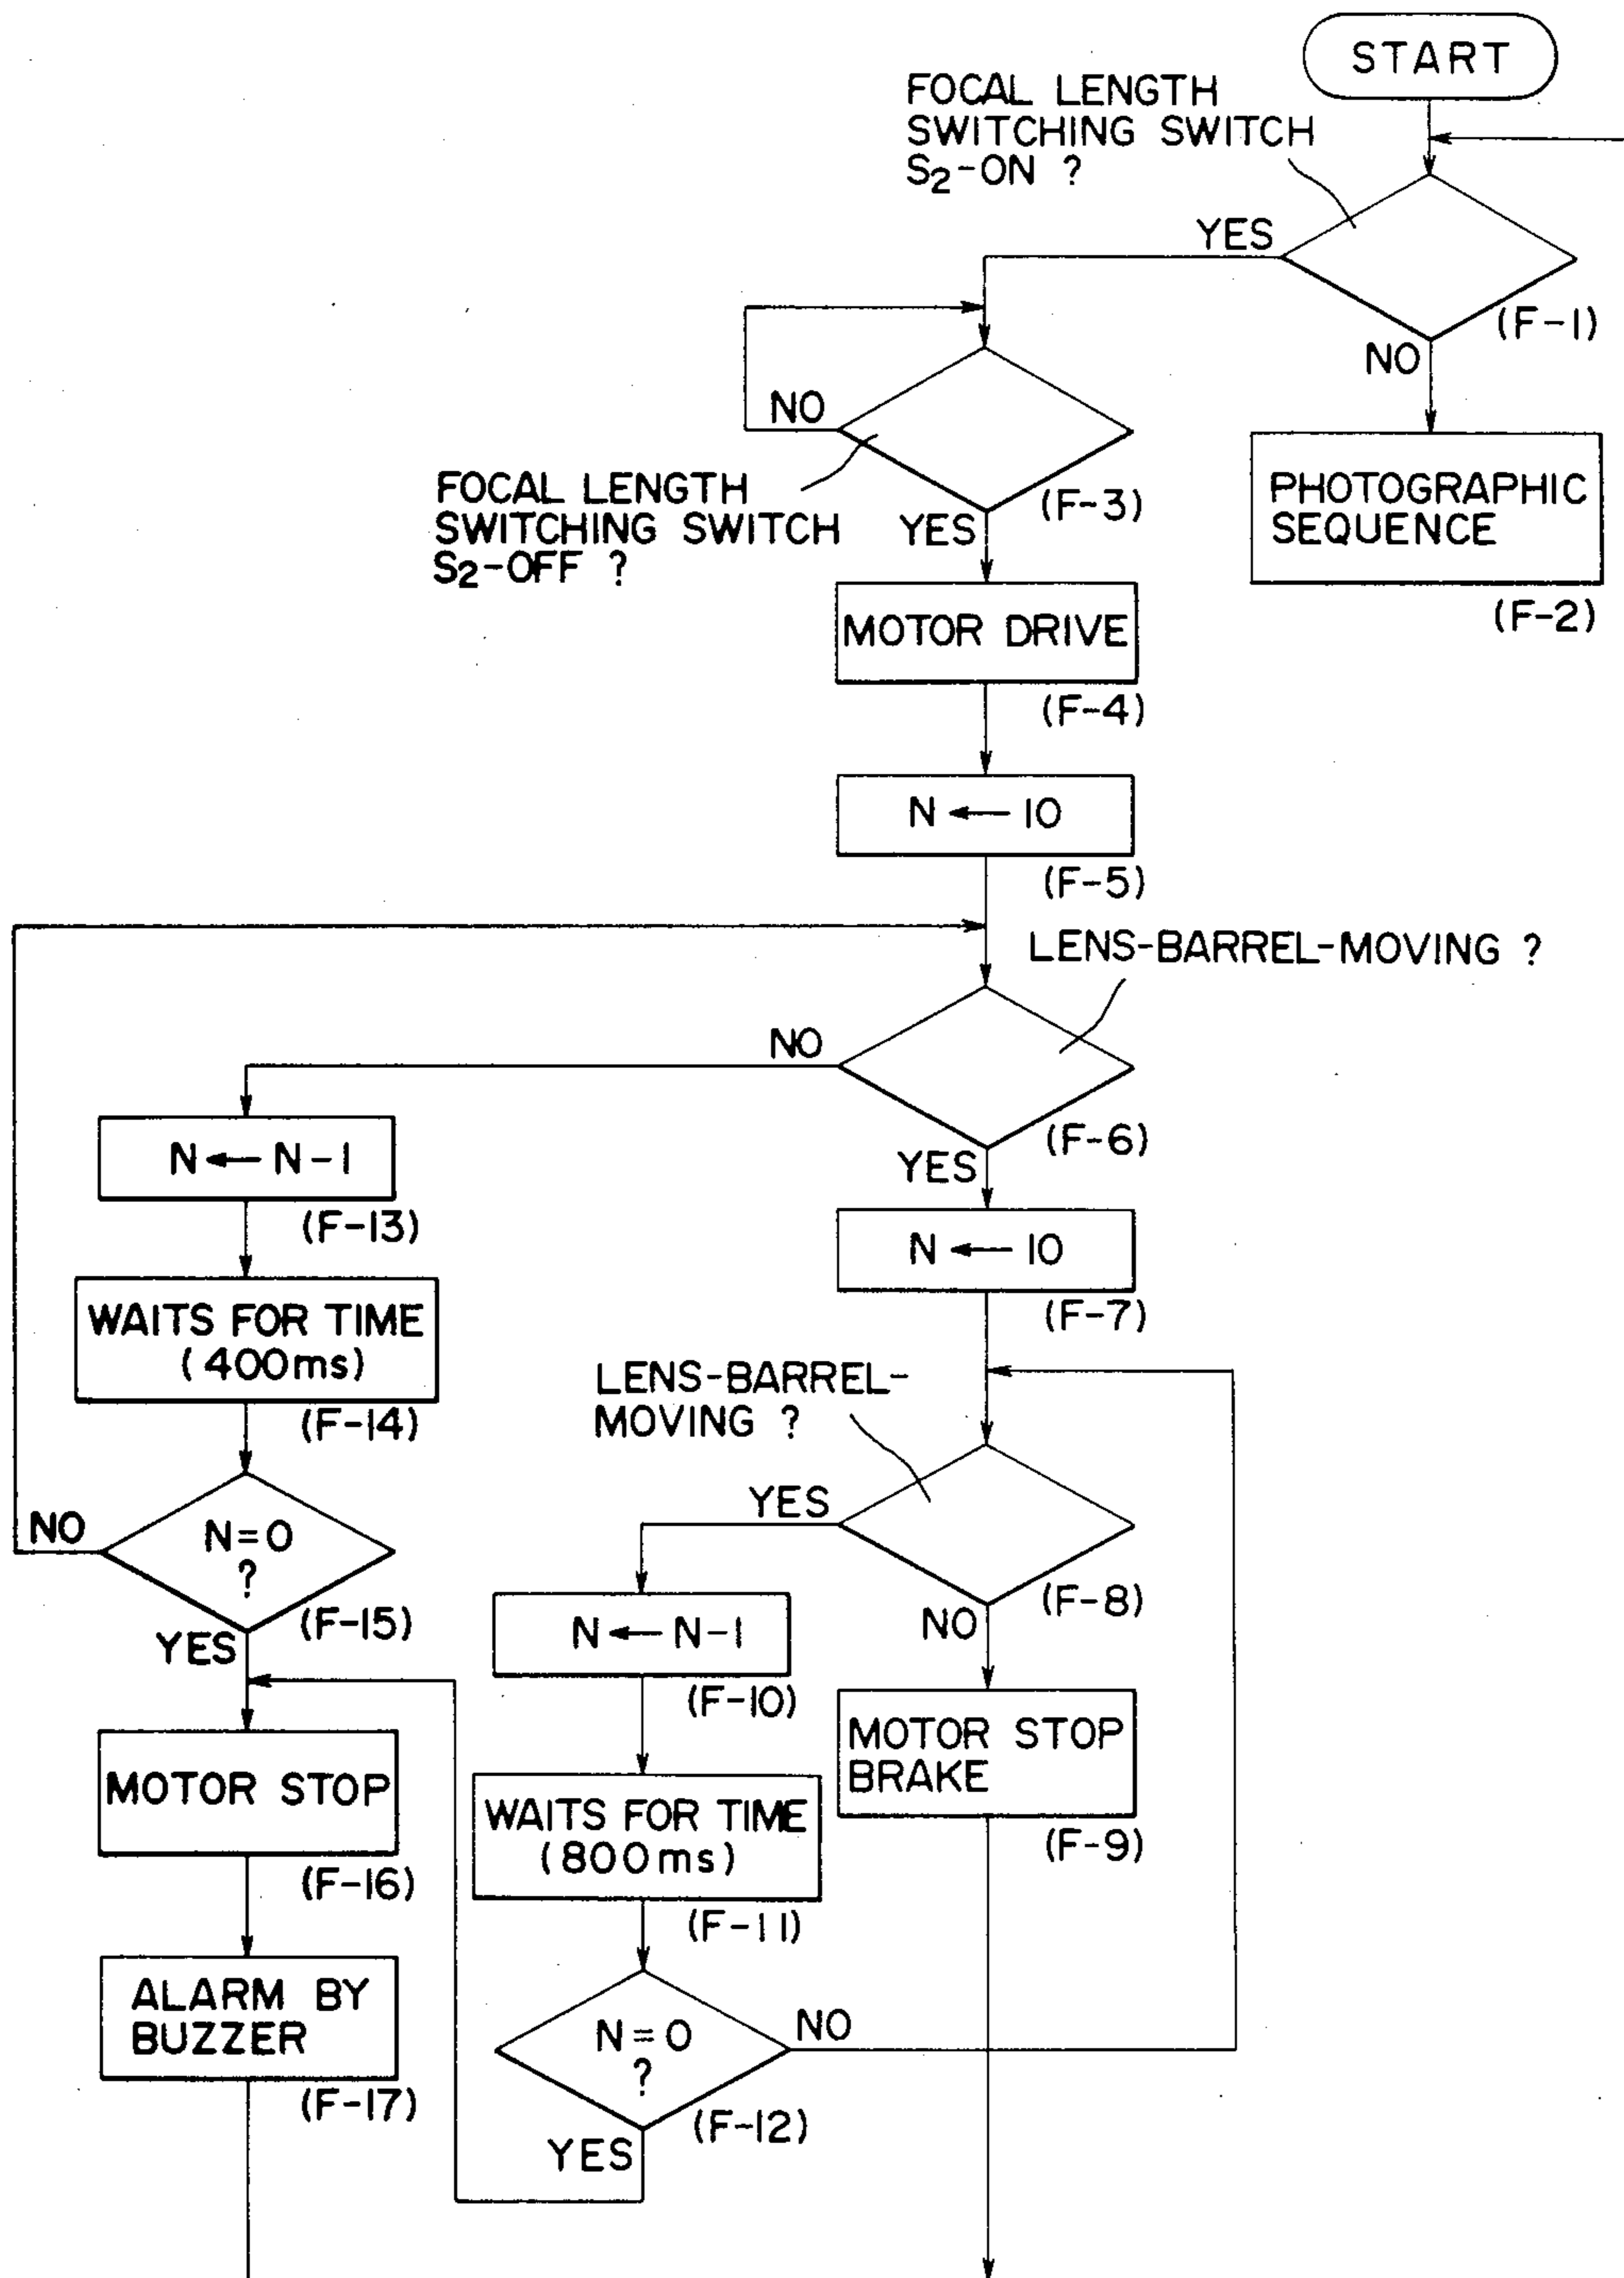 START
FOCAL LENGTH
SWITCHING SWITCH
S2-ON ?
YES
(F-1)
NO
PHOTOGRAPHIC
SEQUENCE
(F-2)
NO
FOCAL LENGTH
SWITCHING SWITCH
S2-OFF ?
(F-3)
YES
MOTOR DRIVE
(F-4)
N ← 10
(F-5)
LENS-BARREL-MOVING ?
NO
(F-6)
YES
N ← N-1
(F-13)
WAITS FOR TIME
(400ms)
(F-14)
NO
N=0
?
(F-15)
YES
N ← 10
(F-7)
LENS-BARREL-
MOVING ?
YES
(F-8)
NO
N ← N-1
(F-10)
MOTOR STOP
BRAKE
(F-9)
WAITS FOR TIME
(800ms)
(F-11)
N=0
?
NO
(F-12)
YES
MOTOR STOP
(F-16)
ALARM BY
BUZZER
(F-17)